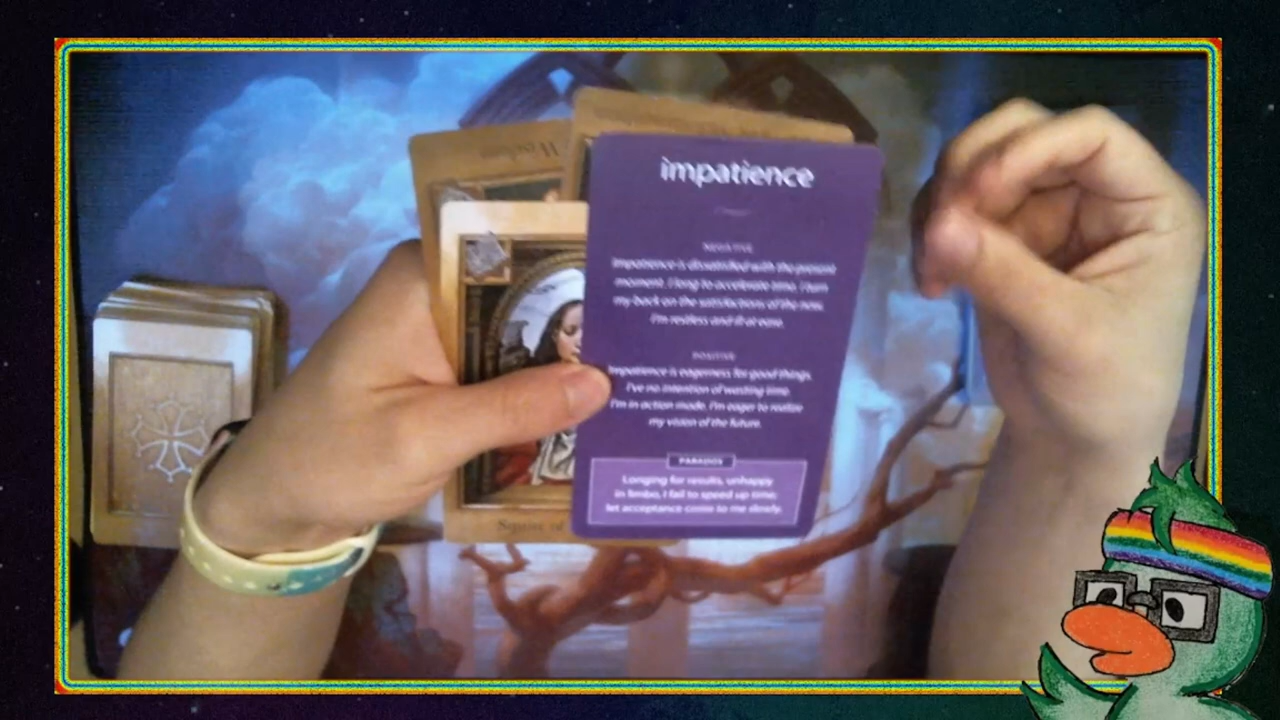 impatience
NEGATIVE
Impatience is dissatisfied with the present
moment. I long to accelerate time. I turn
my back on the satisfactions of the now.
I'm restless and ill at ease.
POSITIVE
Impatience is eagerness for good things.
I've no intention of wasting time.
I'm in action mode. I'm eager to realize
my vision of the future.
PARADOX
Longing for results, unhappy
in limbo, I fail to speed up time:
let acceptance come to me slowly.